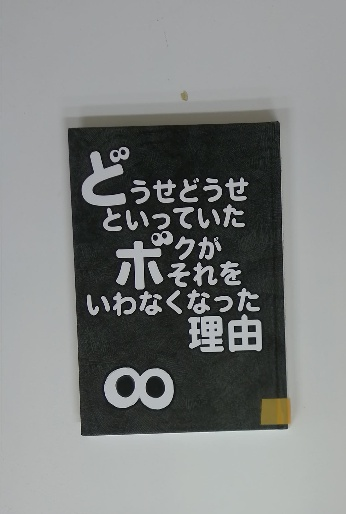 どうせどうせ
といっていた
ボクが
それを
いわなくなった
理由